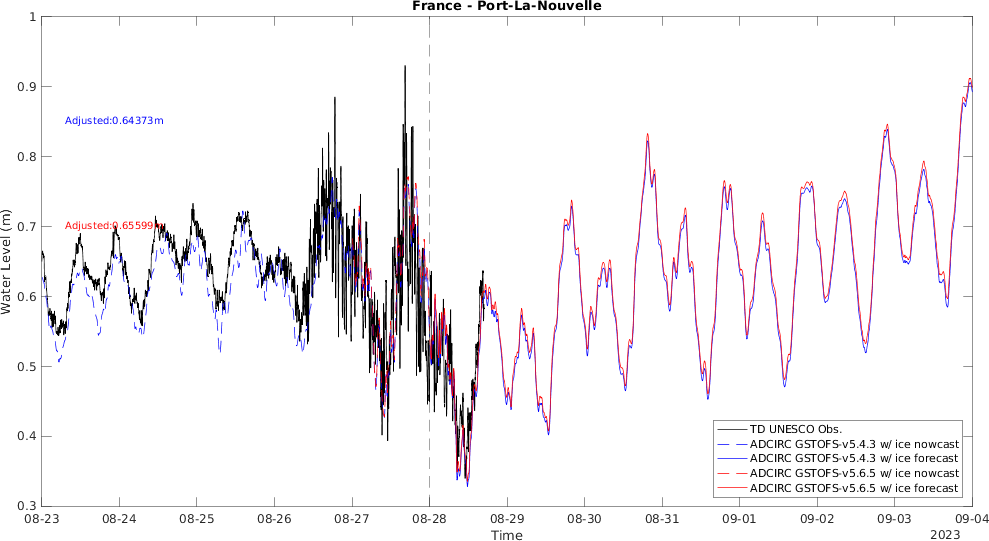 France - Port-La-Nouvelle
Water Level (m)
1
0.9
0.8
0.7
0.6
0.5
0.4
0.3
Adjusted:0.64373m
Adjusted:0.65599m
TD UNESCO Obs.
ADCIRC GSTOFS-v5.4.3 w/ ice nowcast
ADCIRC GSTOFS-v5.4.3 w/ ice forecast
ADCIRC GSTOFS-v5.6.5 w/ ice nowcast
ADCIRC GSTOFS-v5.6.5 w/ ice forecast
08-23 08-24 08-25 08-26 08-27 08-28 08-29 08-30 08-31 09-01 09-02 09-03 09-04
Time
2023